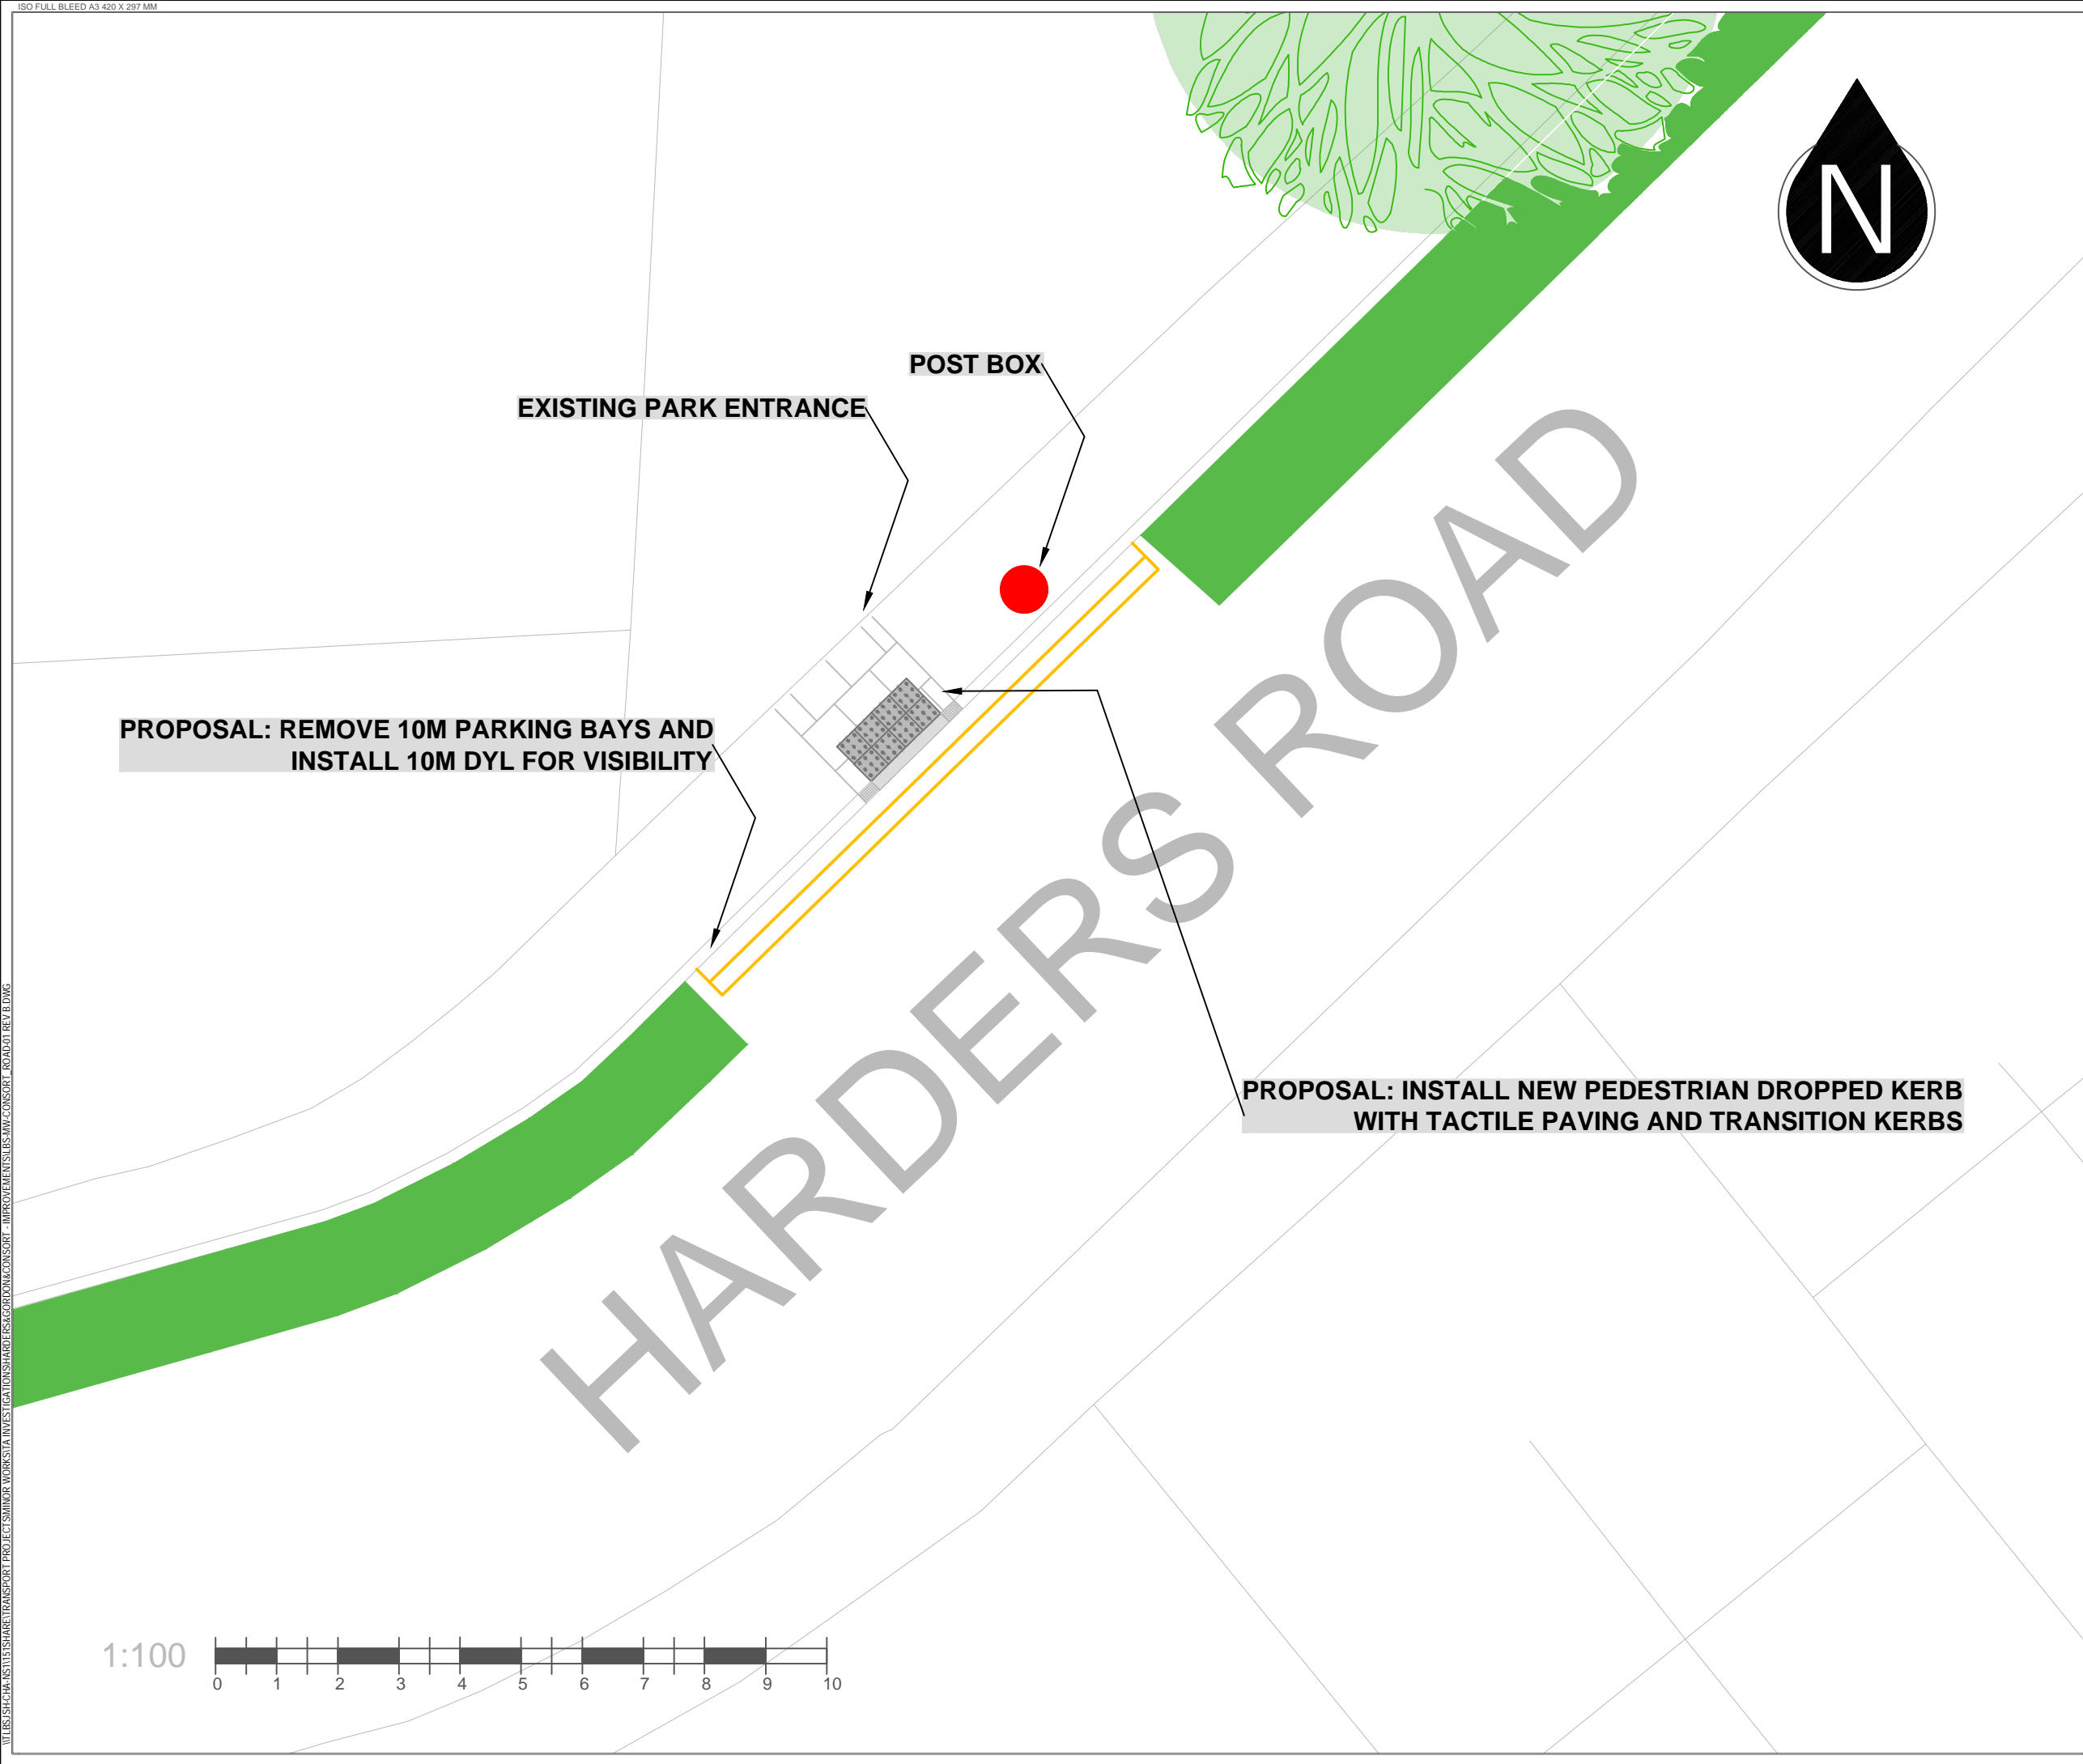 ISO FULL BLEED A3 420 X 297 MM
N
POST BOX
EXISTING PARK ENTRANCE
PROPOSAL: REMOVE 10M PARKING BAYS AND
INSTALL 10M DYL FOR VISIBILITY
HARDERS ROAD
PROPOSAL: INSTALL NEW PEDESTRIAN DROPPED KERB
WITH TACTILE PAVING AND TRANSITION KERBS
1:100
0 1 2 3 4 5 6 7 8 9 10